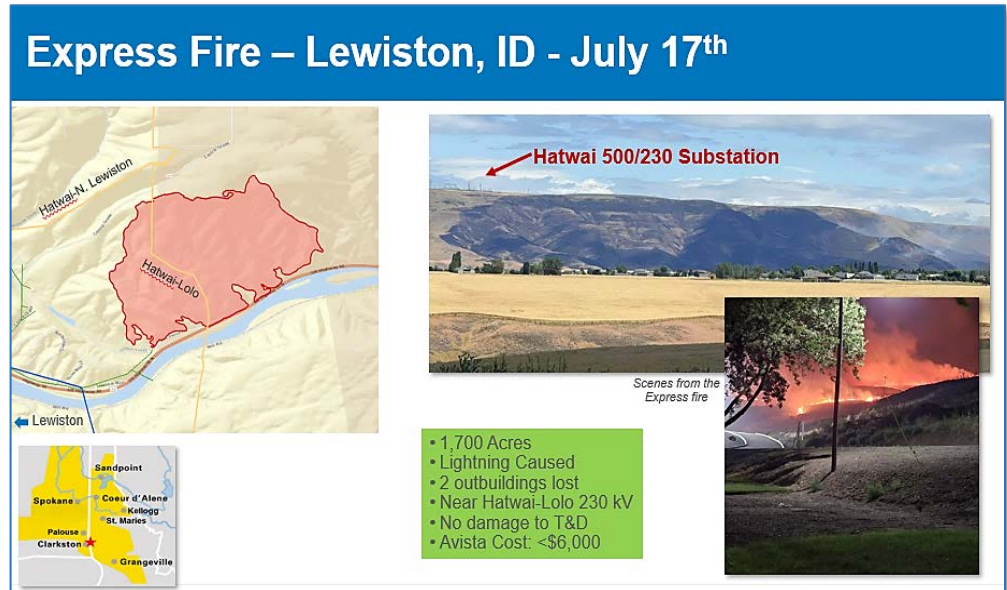 Express Fire – Lewiston, ID - July 17th
Hatwai-N. Lewiston
Hatwai-Lolo
Lewiston
Hatwai 500/230 Substation
Scenes from the
Express fire
• 1,700 Acres
• Lightning Caused
• 2 outbuildings lost
• Near Hatwai-Lolo 230 kV
• No damage to T&D
• Avista Cost: <$6,000
Sandpoint
Spokane
Coeur d'Alene
Kellogg
St. Maries
Palouse
Clarkston
Grangeville